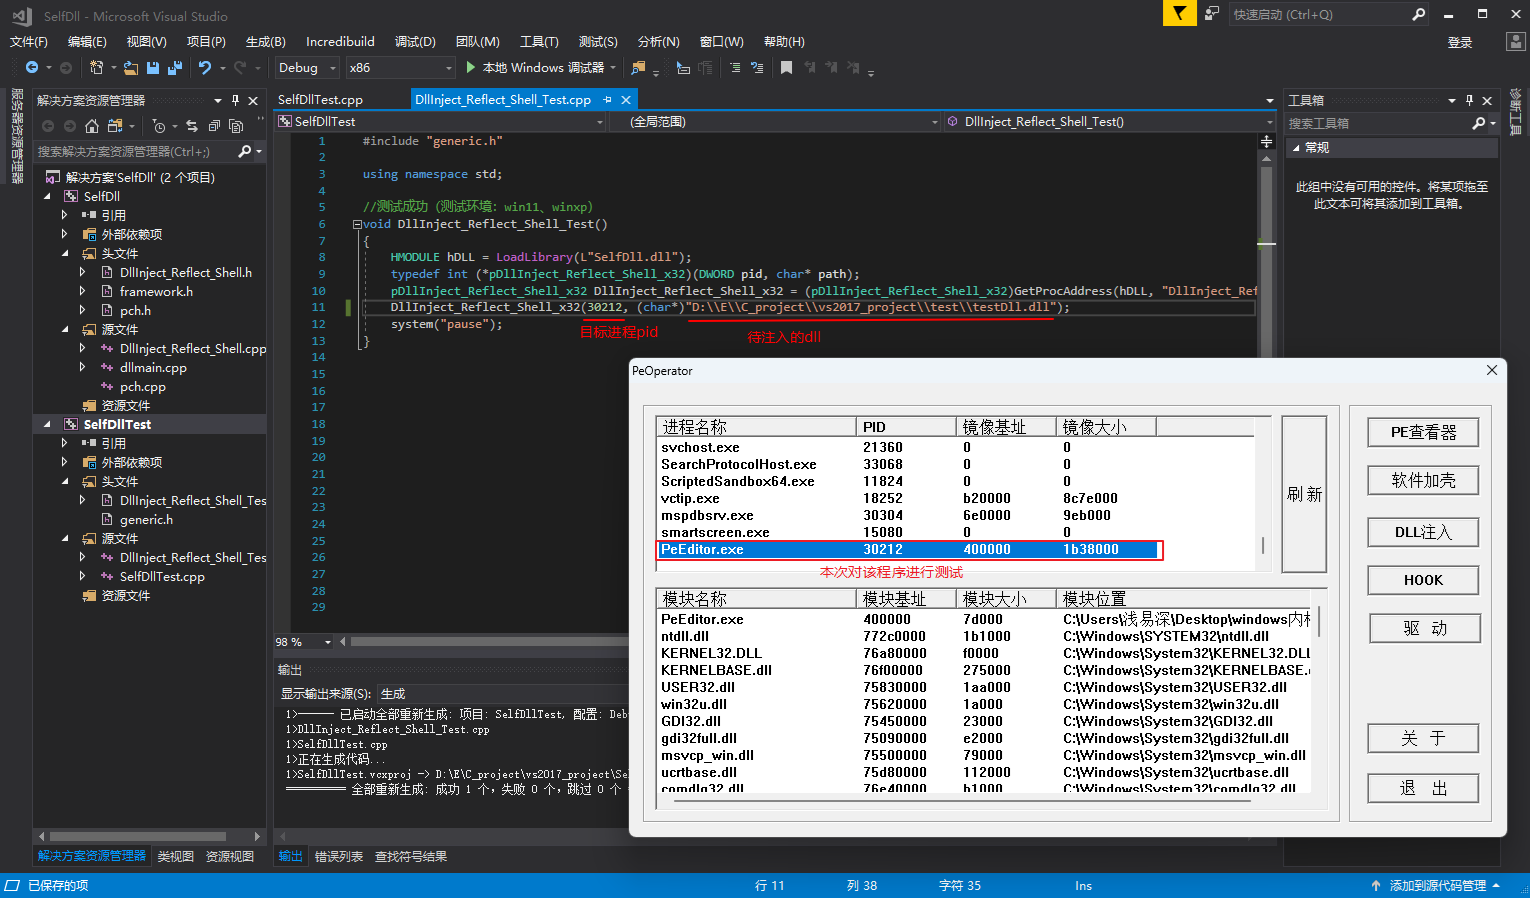 SelfDll - Microsoft Visual Studio
快速启动 (Ctrl+Q)
文件(F) 编辑(E) 视图(V) 项目(P) 生成(B) Incredibuild 调试(D) 团队(M) 工具(T) 测试(S) 分析(N) 窗口(W) 帮助(H)
登录
Debug x86 本地 Windows 调试器
服务器资源管理器
解决方案资源管理器
搜索解决方案资源管理器(Ctrl+;)
解决方案'SelfDll' (2 个项目)
SelfDll
引用
外部依赖项
头文件
DllInject_Reflect_Shell.h
framework.h
pch.h
源文件
DllInject_Reflect_Shell.cpp
dllmain.cpp
pch.cpp
资源文件
SelfDllTest
引用
外部依赖项
头文件
DllInject_Reflect_Shell_Tes
generic.h
源文件
DllInject_Reflect_Shell_Tes
SelfDllTest.cpp
资源文件
解决方案资源管理器 类视图 资源视图
SelfDllTest.cpp DllInject_Reflect_Shell_Test.cpp
SelfDllTest (全局范围) DllInject_Reflect_Shell_Test()
1 #include "generic.h"
2
3 using namespace std;
4
5 //测试成功（测试环境：win11、winxp）
6 void DllInject_Reflect_Shell_Test()
7 {
8 HMODULE hDLL = LoadLibrary(L"SelfDll.dll");
9 typedef int (*pDllInject_Reflect_Shell_x32)(DWORD pid, char* path);
10 pDllInject_Reflect_Shell_x32 DllInject_Reflect_Shell_x32 = (pDllInject_Reflect_Shell_x32)GetProcAddress(hDLL, "DllInject_Ref
11 DllInject_Reflect_Shell_x32(30212, (char*)"D:\\E\\C_project\\vs2017_project\\test\\testDll.dll");
12 system("pause");
13 }
14
15
16
17
18
19
20
21
22
23
24
25
26
27
28
29
目标进程pid
待注入的dll
98 %
输出
显示输出来源(S): 生成
1>------ 已启动全部重新生成: 项目: SelfDllTest, 配置: Deb
1>DllInject_Reflect_Shell_Test.cpp
1>SelfDllTest.cpp
1>正在生成代码...
1>SelfDllTest.vcxproj -> D:\E\C_project\vs2017_project\Se
========== 全部重新生成: 成功 1 个，失败 0 个，跳过 0 个
输出 错误列表 查找符号结果
工具箱
搜索工具箱
常规
此组中没有可用的控件。将某项拖至
此文本可将其添加到工具箱。
诊断工具
PeOperator
进程名称 PID 镜像基址 镜像大小
svchost.exe 21360 0 0
SearchProtocolHost.exe 33068 0 0
ScriptedSandbox64.exe 11824 0 0
vctip.exe 18252 b20000 8c7e000
mspdbsrv.exe 30304 6e0000 9eb000
smartscreen.exe 15080 0 0
PeEditor.exe 30212 400000 1b38000
本次对该程序进行测试
模块名称 模块基址 模块大小 模块位置
PeEditor.exe 400000 7d000 C:\Users\浅易深\Desktop\windows内核
ntdll.dll 772c0000 1b1000 C:\Windows\SYSTEM32\ntdll.dll
KERNEL32.DLL 76a80000 f0000 C:\Windows\System32\KERNEL32.DLL
KERNELBASE.dll 76f00000 275000 C:\Windows\System32\KERNELBASE.d
USER32.dll 75830000 1aa000 C:\Windows\System32\USER32.dll
win32u.dll 75620000 1a000 C:\Windows\System32\win32u.dll
GDI32.dll 75450000 23000 C:\Windows\System32\GDI32.dll
gdi32full.dll 75090000 e2000 C:\Windows\System32\gdi32full.dll
msvcp_win.dll 75500000 79000 C:\Windows\System32\msvcp_win.dll
ucrtbase.dll 75d80000 112000 C:\Windows\System32\ucrtbase.dll
comdlg32.dll 76e40000 b1000 C:\Windows\System32\comdlg32.dll
刷 新
PE查看器
软件加壳
DLL注入
HOOK
驱 动
关 于
退 出
已保存的项 行 11 列 38 字符 35 Ins 添加到源代码管理